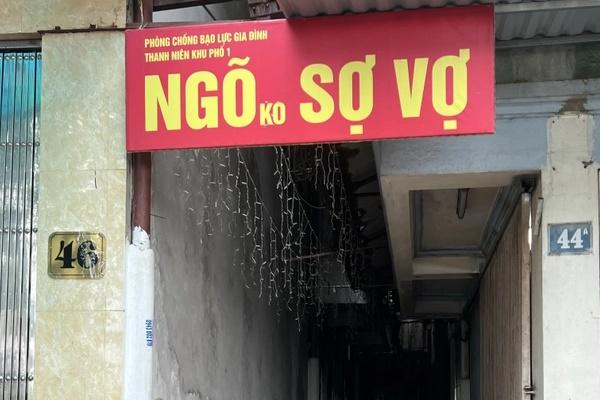 PHÒNG CHỐNG BẠO LỰC GIA ĐÌNH
THANH NIÊN KHU PHỐ 1
NGÕ KO SỢ VỢ
46
44A